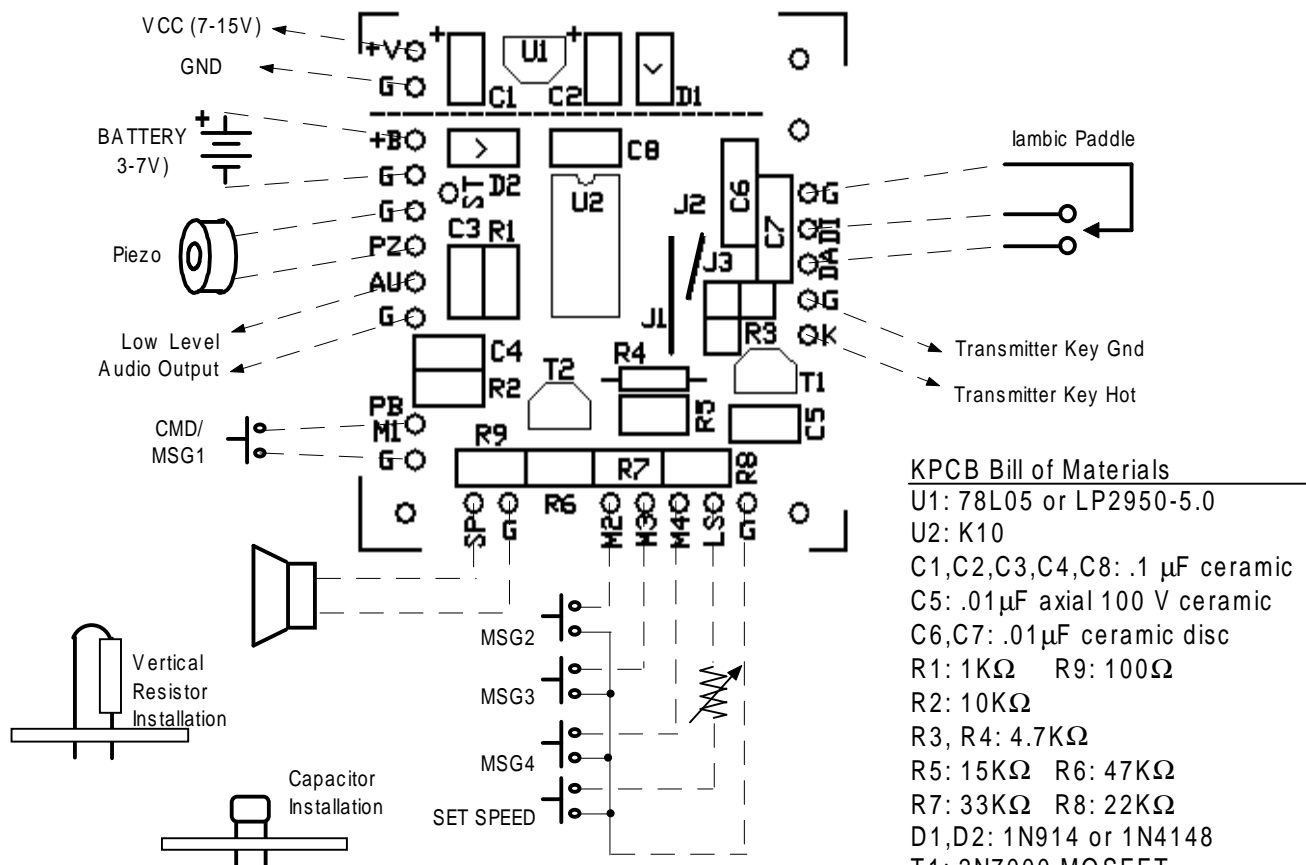 VCC (7-15V)
GND
BATTERY
3-7V)
Piezo
Low Level
Audio Output
CMD/
MSG1
+V
G
+B
G
G
PZ
AU
G
PB
M1
G
+
+
U1
C1
C2
D1
+
D2
C8
ST
U2
C3 R1
J2
C6
C7
J3
J1
R3
C4
R2
T2
R4
R5
T1
C5
R9
R7
R8
R6
SP
G
M2
M3
M4
LS
G
G
DI
DA
G
K
Iambic Paddle
Transmitter Key Gnd
Transmitter Key Hot
MSG2
MSG3
MSG4
SET SPEED
Vertical
Resistor
Installation
Capacitor
Installation
KPCB Bill of Materials
U1: 78L05 or LP2950-5.0
U2: K10
C1,C2,C3,C4,C8: .1 μF ceramic
C5: .01μF axial 100 V ceramic
C6,C7: .01μF ceramic disc
R1: 1KΩ R9: 100Ω
R2: 10KΩ
R3, R4: 4.7KΩ
R5: 15KΩ R6: 47KΩ
R7: 33KΩ R8: 22KΩ
D1,D2: 1N914 or 1N4148
T1: 2N7000 MOSFET